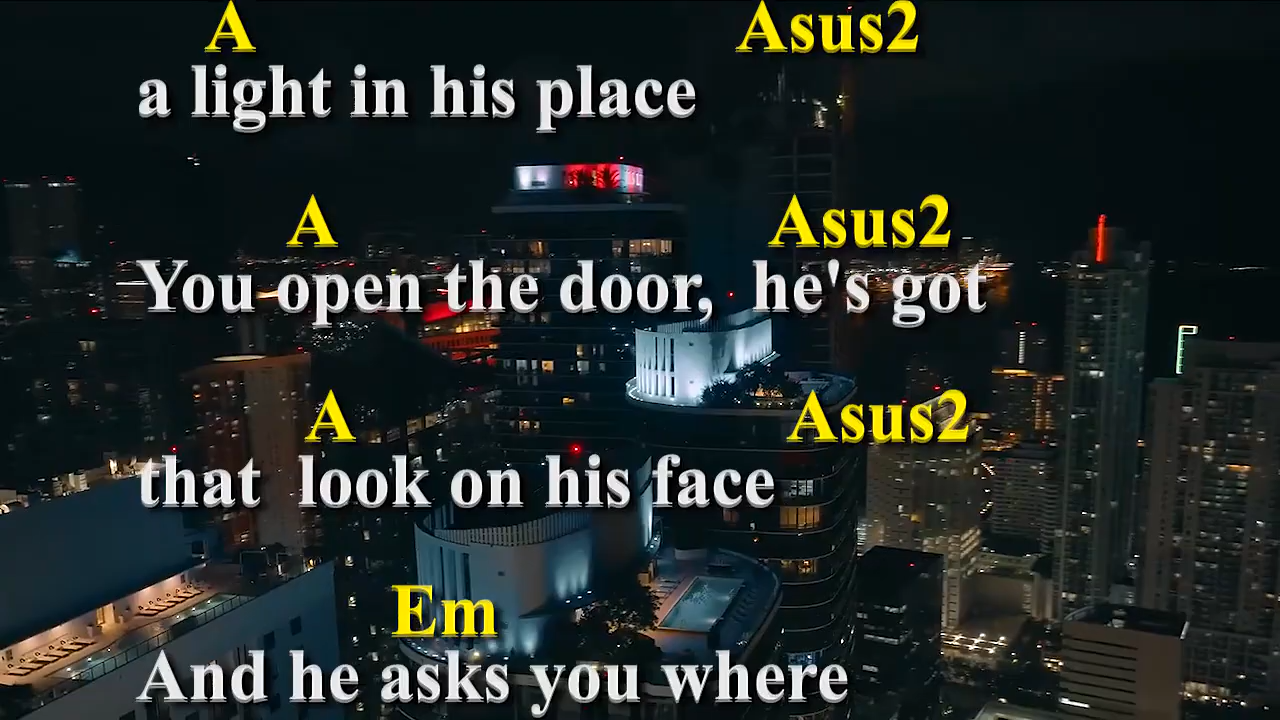 A Asus2
a light in his place
A Asus2
You open the door, he's got
A Asus2
that look on his face
Em
And he asks you where